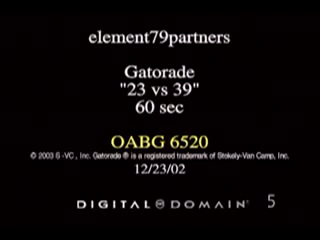 element79partners
Gatorade
"23 vs 39"
60 sec
OABG 6520
© 2003 S -VC , Inc. Gatorade ® is a registered trademark of Stokely-Van Camp, Inc.
12/23/02
DIGITAL DOMAIN 5